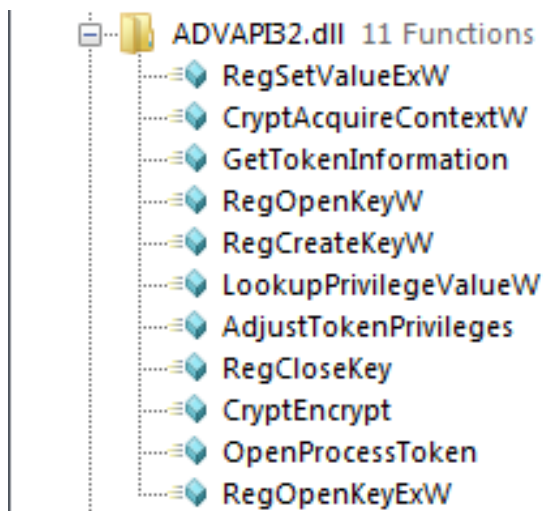 ADVAPI32.dll 11 Functions
RegSetValueExW
CryptAcquireContextW
GetTokenInformation
RegOpenKeyW
RegCreateKeyW
LookupPrivilegeValueW
AdjustTokenPrivileges
RegCloseKey
CryptEncrypt
OpenProcessToken
RegOpenKeyExW